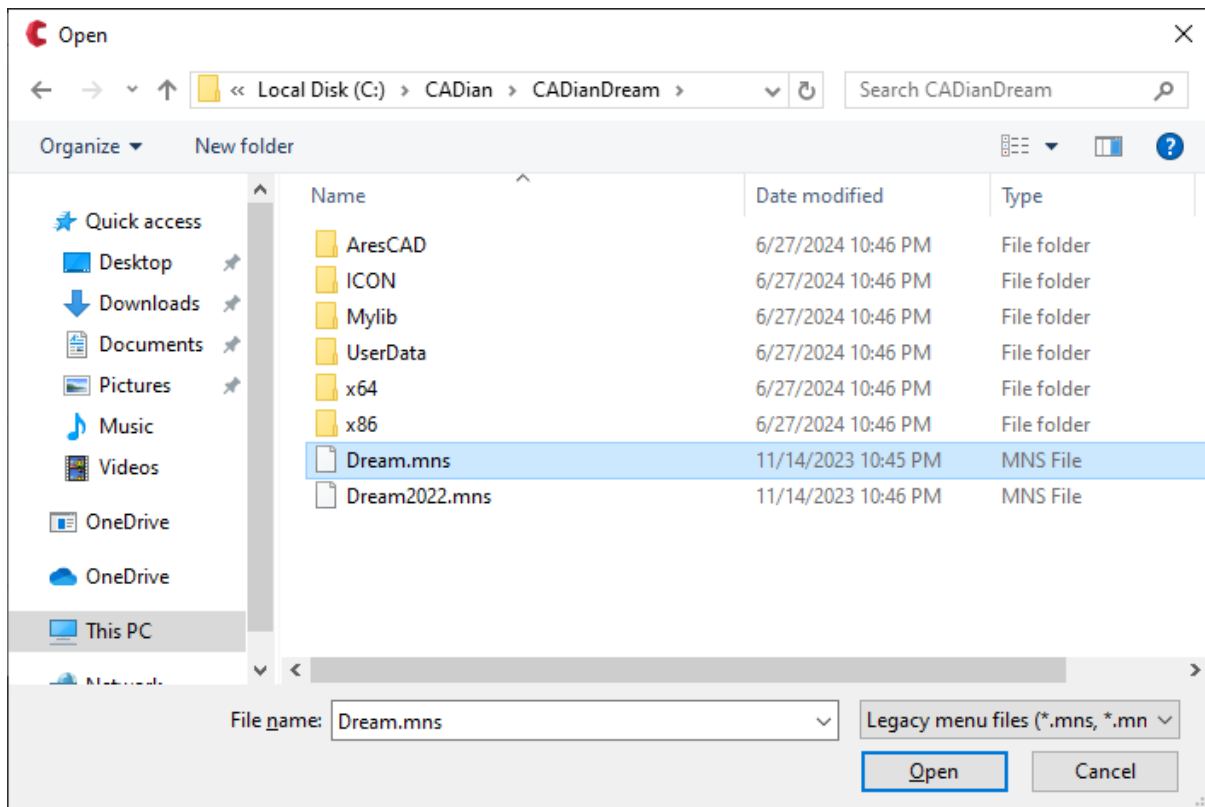 Open
« Local Disk (C:) › CADian › CADianDream ›
Search CADianDream
Organize
New folder
?
Name
Date modified
Type
Quick access
Desktop
Downloads
Documents
Pictures
Music
Videos
OneDrive
OneDrive
This PC
AresCAD 6/27/2024 10:46 PM File folder
ICON 6/27/2024 10:46 PM File folder
Mylib 6/27/2024 10:46 PM File folder
UserData 6/27/2024 10:46 PM File folder
x64 6/27/2024 10:46 PM File folder
x86 6/27/2024 10:46 PM File folder
Dream.mns 11/14/2023 10:45 PM MNS File
Dream2022.mns 11/14/2023 10:46 PM MNS File
File name: Dream.mns
Legacy menu files (*.mns, *.mn
Open
Cancel